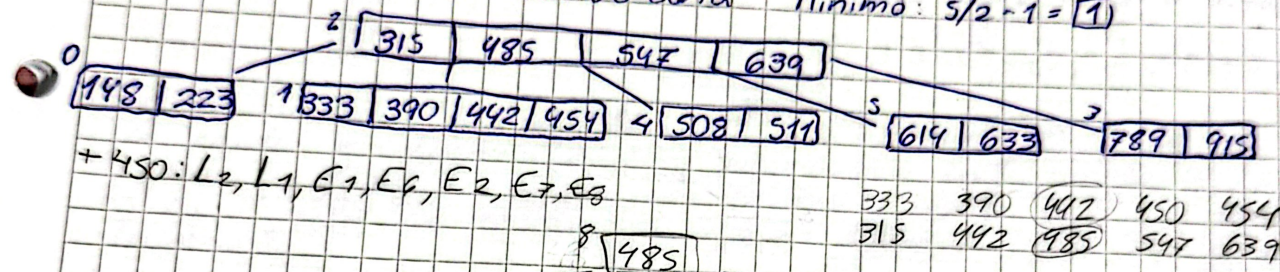 Mínimo: 5/2 - 1 = 1)
2 315 485 547 639
0 148 223
1 333 390 442 454
4 508 511
5 614 633
3 789 915
+ 450: L2, L1, E1, E6, E2, E7, E8
333 390 442 450 454
315 442 485 547 639
8 485